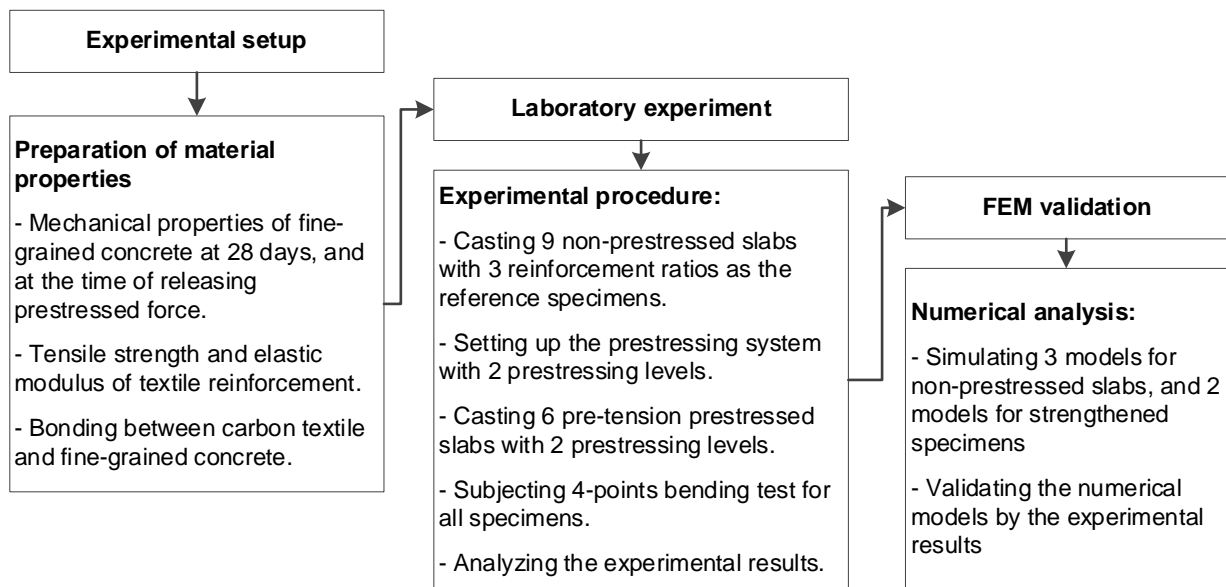 Experimental setup
Preparation of material
properties
- Mechanical properties of fine-
grained concrete at 28 days, and
at the time of releasing
prestressed force.
- Tensile strength and elastic
modulus of textile reinforcement.
- Bonding between carbon textile
and fine-grained concrete.
Laboratory experiment
Experimental procedure:
- Casting 9 non-prestressed slabs
with 3 reinforcement ratios as the
reference specimens.
- Setting up the prestressing system
with 2 prestressing levels.
- Casting 6 pre-tension prestressed
slabs with 2 prestressing levels.
- Subjecting 4-points bending test for
all specimens.
- Analyzing the experimental results.
FEM validation
Numerical analysis:
- Simulating 3 models for
non-prestressed slabs, and 2
models for strengthened
specimens
- Validating the numerical
models by the experimental
results